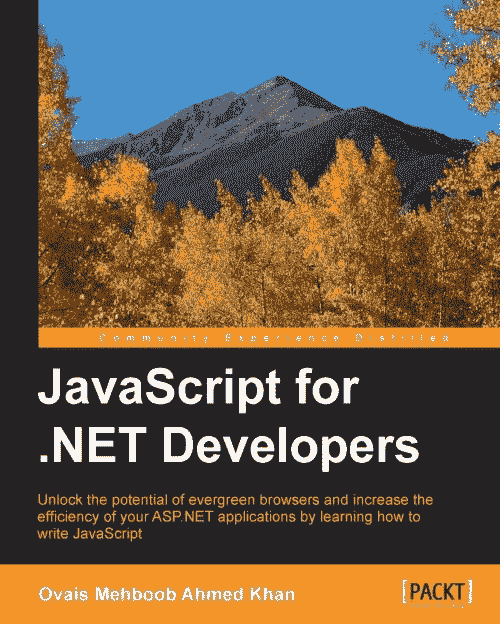 Community Experience Distilled
JavaScript for
.NET Developers
Unlock the potential of evergreen browsers and increase the
efficiency of your ASP.NET applications by learning how to
write JavaScript
Ovais Mehboob Ahmed Khan
[PACKT]